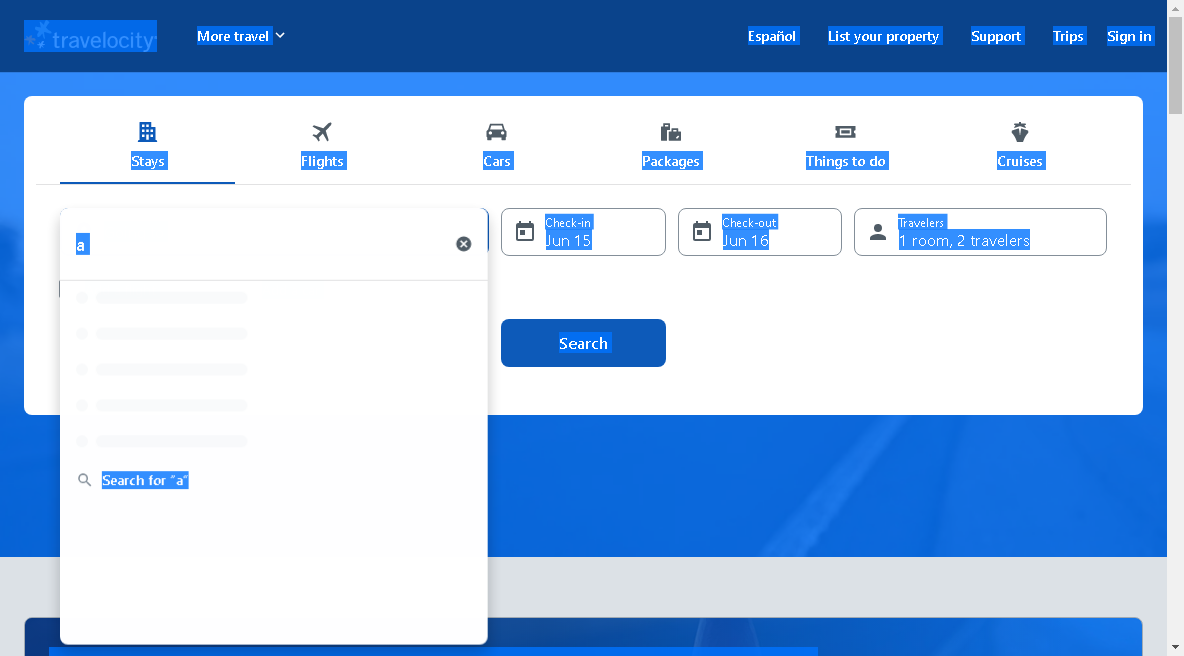 travelocity
More travel
Español
List your property
Support
Trips
Sign in
Stays
Flights
Cars
Packages
Things to do
Cruises
a
Check-in
Jun 15
Check-out
Jun 16
Travelers
1 room, 2 travelers
Search
Search for “a”